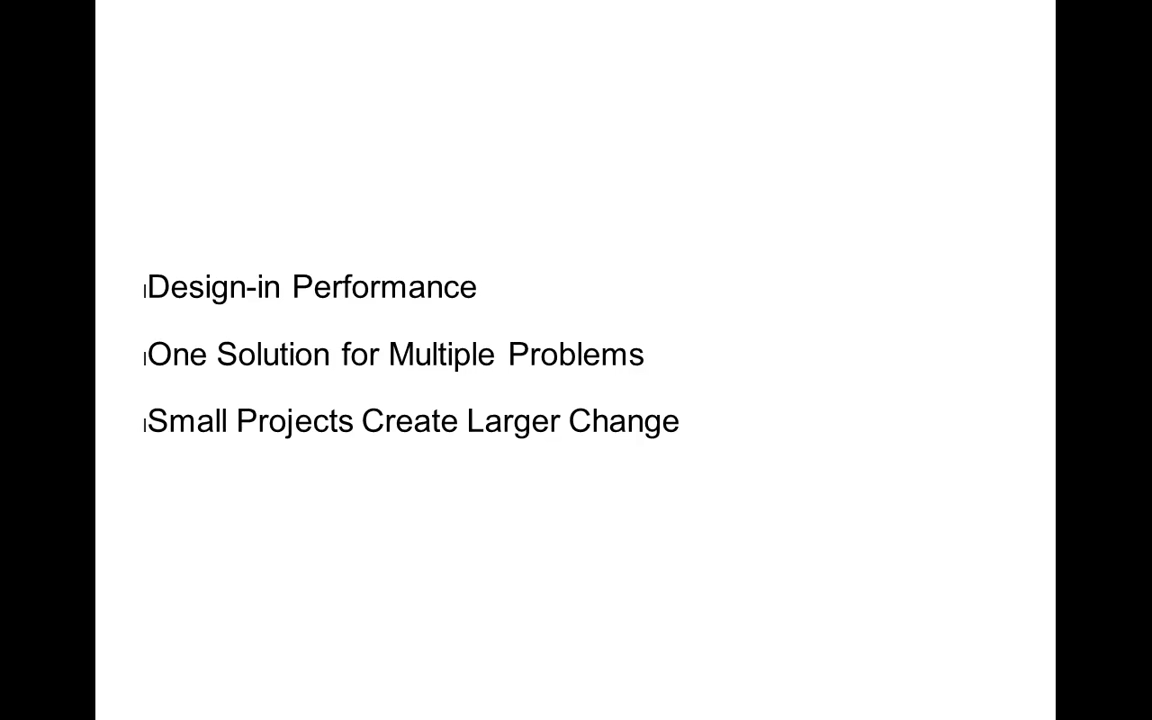 Design-in Performance
One Solution for Multiple Problems
Small Projects Create Larger Change